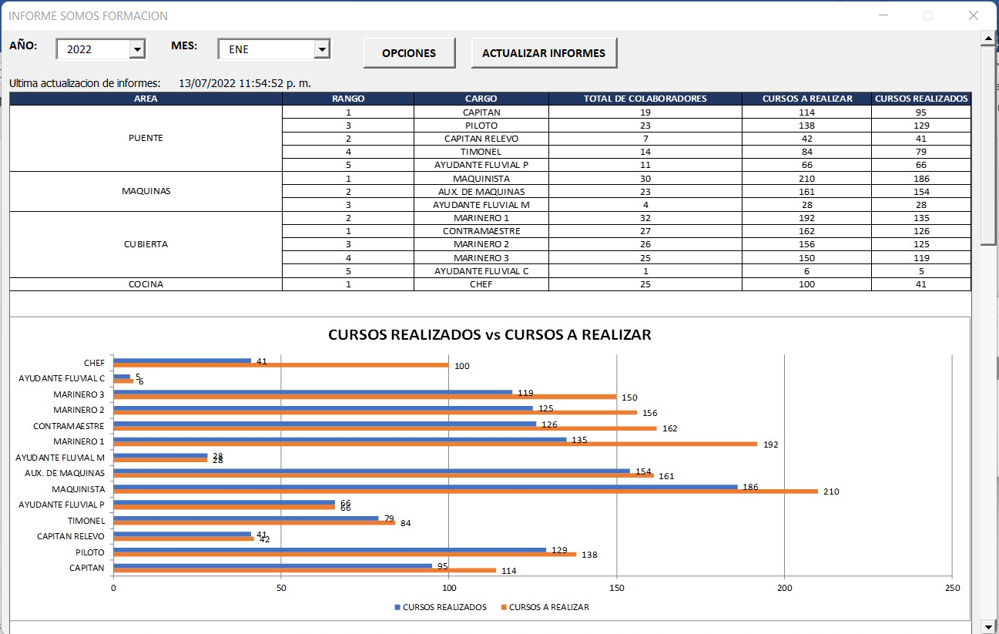 INFORME SOMOS FORMACION
AÑO: 2022 MES: ENE OPCIONES ACTUALIZAR INFORMES
Ultima actualizacion de informes: 13/07/2022 11:54:52 p. m.
AREA RANGO CARGO TOTAL DE COLABORADORES CURSOS A REALIZAR CURSOS REALIZADOS
PUENTE
1 CAPITAN 19 114 95
3 PILOTO 23 138 129
2 CAPITAN RELEVO 7 42 41
4 TIMONEL 14 84 79
5 AYUDANTE FLUVIAL P 11 66 66
MAQUINAS
1 MAQUINISTA 30 210 186
2 AUX. DE MAQUINAS 23 161 154
3 AYUDANTE FLUVIAL M 4 28 28
CUBIERTA
2 MARINERO 1 32 192 135
1 CONTRAMAESTRE 27 162 126
3 MARINERO 2 26 156 125
4 MARINERO 3 25 150 119
5 AYUDANTE FLUVIAL C 1 6 5
COCINA 1 CHEF 25 100 41
CURSOS REALIZADOS vs CURSOS A REALIZAR
CHEF 41 100
AYUDANTE FLUVIAL C 5 6
MARINERO 3 119 150
MARINERO 2 125 156
CONTRAMAESTRE 126 162
MARINERO 1 135 192
AYUDANTE FLUVIAL M 28 28
AUX. DE MAQUINAS 154 161
MAQUINISTA 186 210
AYUDANTE FLUVIAL P 66 66
TIMONEL 79 84
CAPITAN RELEVO 41 42
PILOTO 129 138
CAPITAN 95 114
0 50 100 150 200 250
CURSOS REALIZADOS CURSOS A REALIZAR